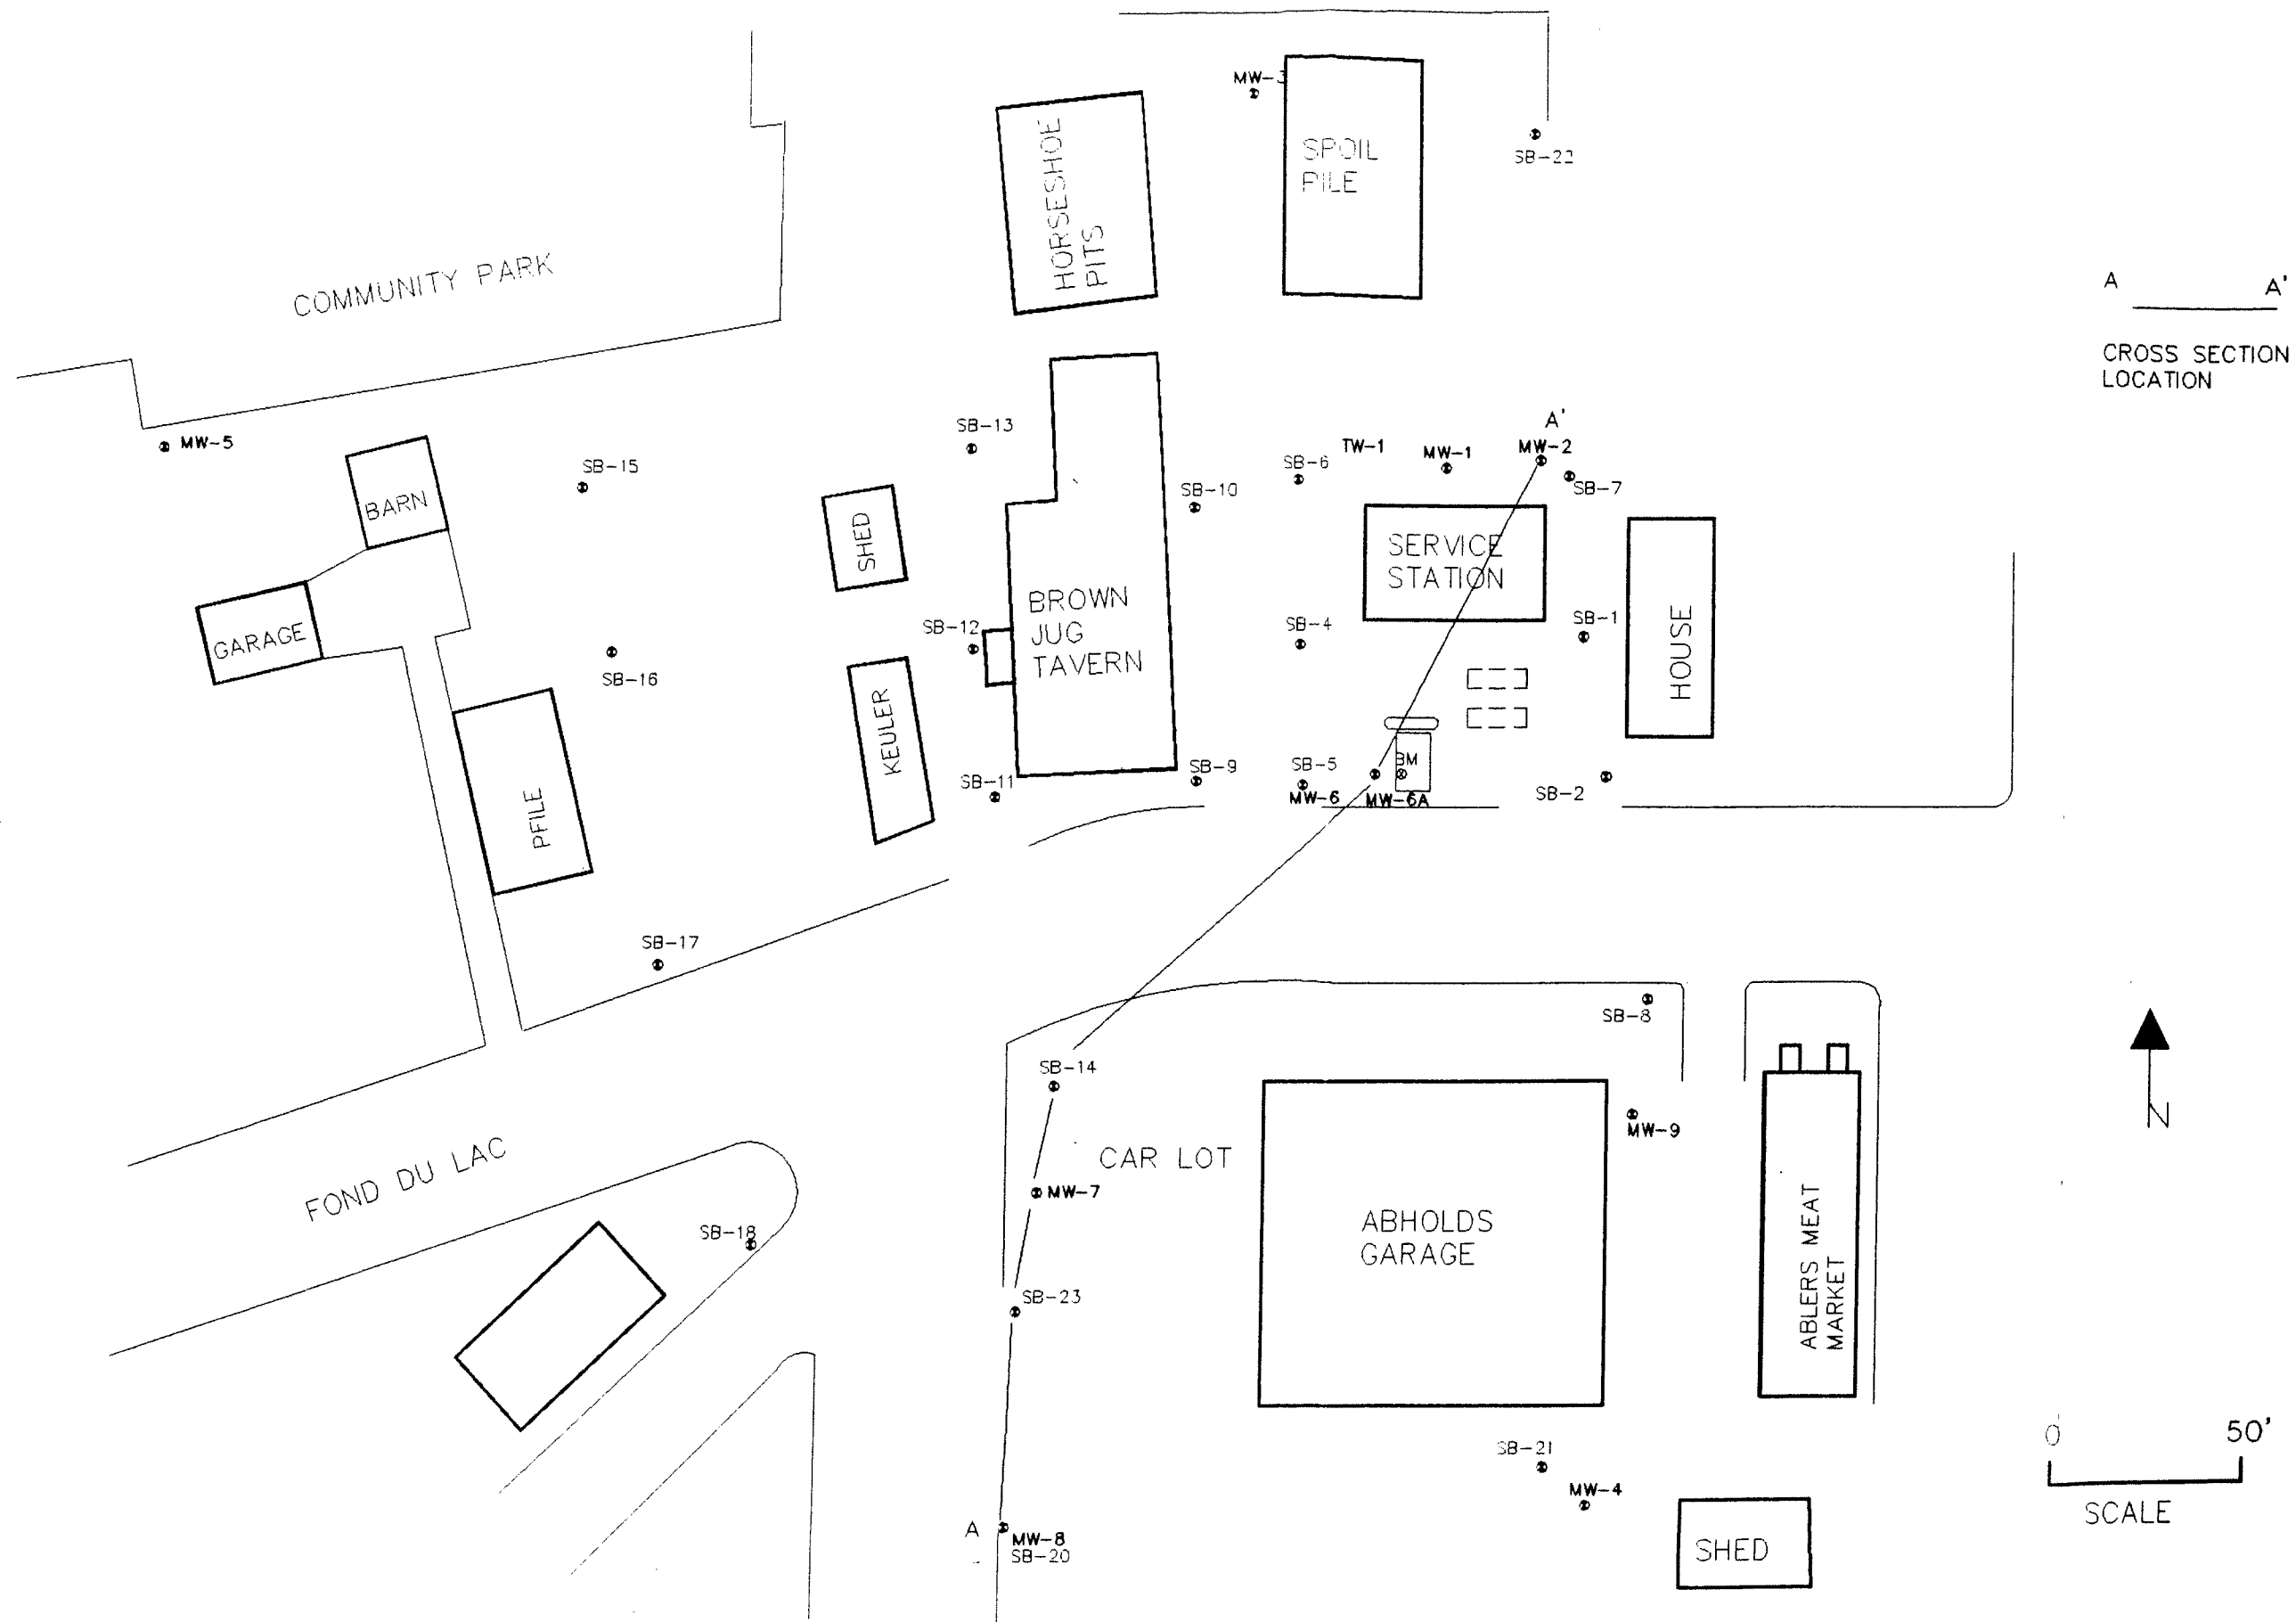 MW-3
HORSESHOE
PITS
SPOIL
PILE
SB-22
COMMUNITY PARK
A A'
CROSS SECTION
LOCATION
MW-5
BARN
SB-15
SB-13
SHED
SB-10
SB-6
TW-1
MW-1
A'
MW-2
SB-7
SERVICE
STATION
GARAGE
SB-16
SB-12
BROWN
JUG
TAVERN
SB-4
SB-1
HOUSE
PFILE
KEULER
SB-11
SB-9
SB-5
MW-6
BM
MW-6A
SB-2
SB-17
SB-8
SB-14
MW-9
N
FOND DU LAC
CAR LOT
MW-7
SB-18
ABHOLDS
GARAGE
ABLERS MEAT
MARKET
SB-23
SB-21
MW-4
0 50'
SCALE
A
MW-8
SB-20
SHED